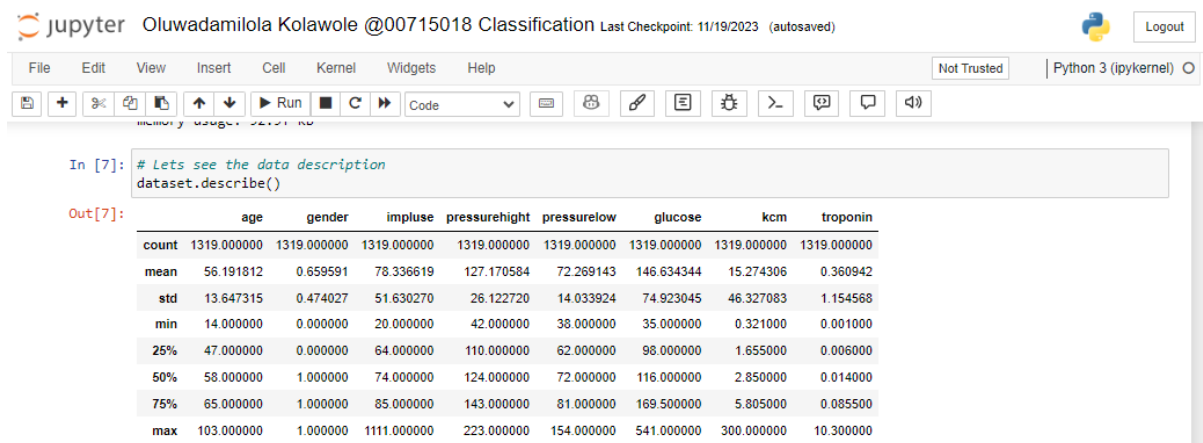 jupyter Oluwadamilola Kolawole @00715018 Classification Last Checkpoint: 11/19/2023 (autosaved) Logout
File Edit View Insert Cell Kernel Widgets Help Not Trusted Python 3 (ipykernel)
Run Code
memory usage: 92.91 KB
In [7]: # Lets see the data description
dataset.describe()
Out[7]:
age gender impluse pressurehight pressurelow glucose kcm troponin
count 1319.000000 1319.000000 1319.000000 1319.000000 1319.000000 1319.000000 1319.000000 1319.000000
mean 56.191812 0.659591 78.336619 127.170584 72.269143 146.634344 15.274306 0.360942
std 13.647315 0.474027 51.630270 26.122720 14.033924 74.923045 46.327083 1.154568
min 14.000000 0.000000 20.000000 42.000000 38.000000 35.000000 0.321000 0.001000
25% 47.000000 0.000000 64.000000 110.000000 62.000000 98.000000 1.655000 0.006000
50% 58.000000 1.000000 74.000000 124.000000 72.000000 116.000000 2.850000 0.014000
75% 65.000000 1.000000 85.000000 143.000000 81.000000 169.500000 5.805000 0.085500
max 103.000000 1.000000 1111.000000 223.000000 154.000000 541.000000 300.000000 10.300000